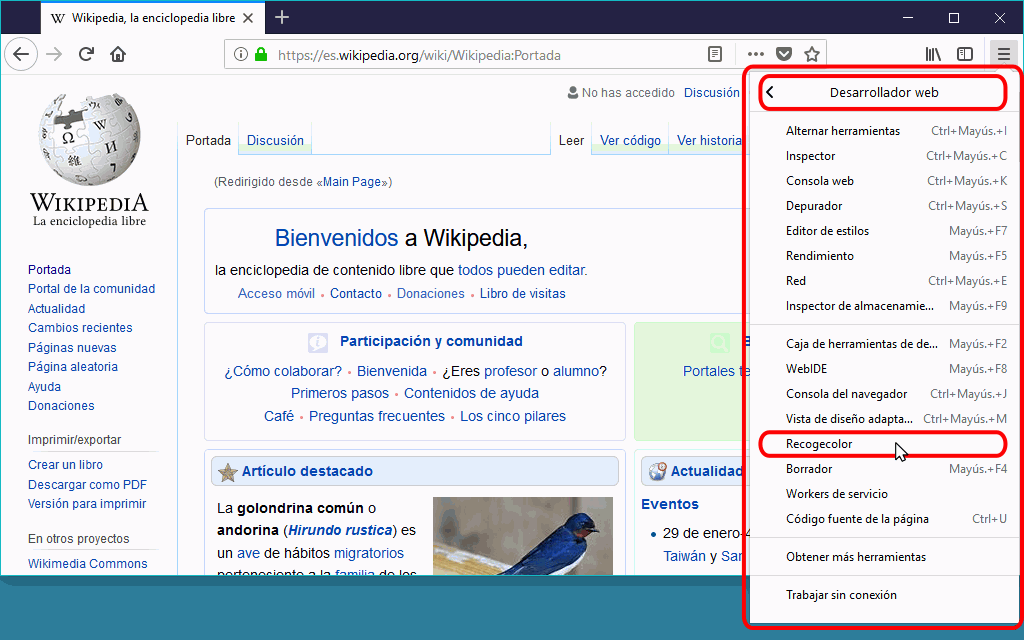 Wikipedia, la enciclopedia libre
https://es.wikipedia.org/wiki/Wikipedia:Portada
No has accedido Discusión
Portada Discusión Leer Ver código Ver historia
(Redirigido desde «Main Page»)
WIKIPEDIA
La enciclopedia libre
Portada
Portal de la comunidad
Actualidad
Cambios recientes
Páginas nuevas
Página aleatoria
Ayuda
Donaciones
Imprimir/exportar
Crear un libro
Descargar como PDF
Versión para imprimir
En otros proyectos
Wikimedia Commons
Bienvenidos a Wikipedia,
la enciclopedia de contenido libre que todos pueden editar.
Acceso móvil • Contacto • Donaciones • Libro de visitas
Participación y comunidad
¿Cómo colaborar? • Bienvenida • ¿Eres profesor o alumno?
Primeros pasos • Contenidos de ayuda
Café • Preguntas frecuentes • Los cinco pilares
Portales te
Artículo destacado
La golondrina común o
andorina (Hirundo rustica) es
un ave de hábitos migratorios
perteneciente a la familia de los
Actualidad
Eventos
• 29 de enero-4
Taiwán y San
Desarrollador web
Alternar herramientas Ctrl+Mayús.+I
Inspector Ctrl+Mayús.+C
Consola web Ctrl+Mayús.+K
Depurador Ctrl+Mayús.+S
Editor de estilos Mayús.+F7
Rendimiento Mayús.+F5
Red Ctrl+Mayús.+E
Inspector de almacenamie... Mayús.+F9
Caja de herramientas de de... Mayús.+F2
WebIDE Mayús.+F8
Consola del navegador Ctrl+Mayús.+J
Vista de diseño adapta... Ctrl+Mayús.+M
Recogecolor
Borrador Mayús.+F4
Workers de servicio
Código fuente de la página Ctrl+U
Obtener más herramientas
Trabajar sin conexión